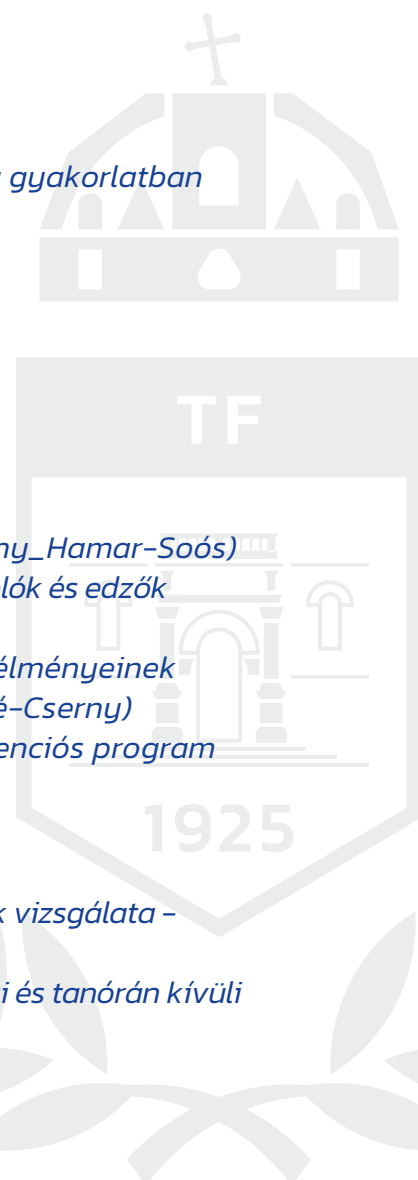 gyakorlatban
TF
ny_Hamar–Soós)
lók és edzők
élményeinek
é–Cserny)
enciós program
1925
k vizsgálata –
i és tanórán kívüli